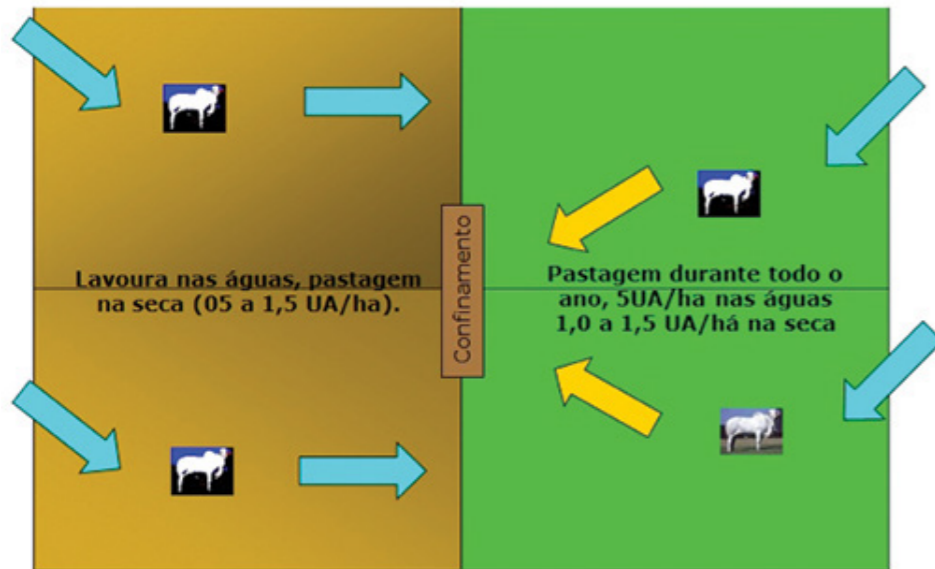 Lavoura nas águas, pastagem
na seca (05 a 1,5 UA/ha).
Confinamento
Pastagem durante todo o
ano, 5UA/ha nas águas
1,0 a 1,5 UA/há na seca